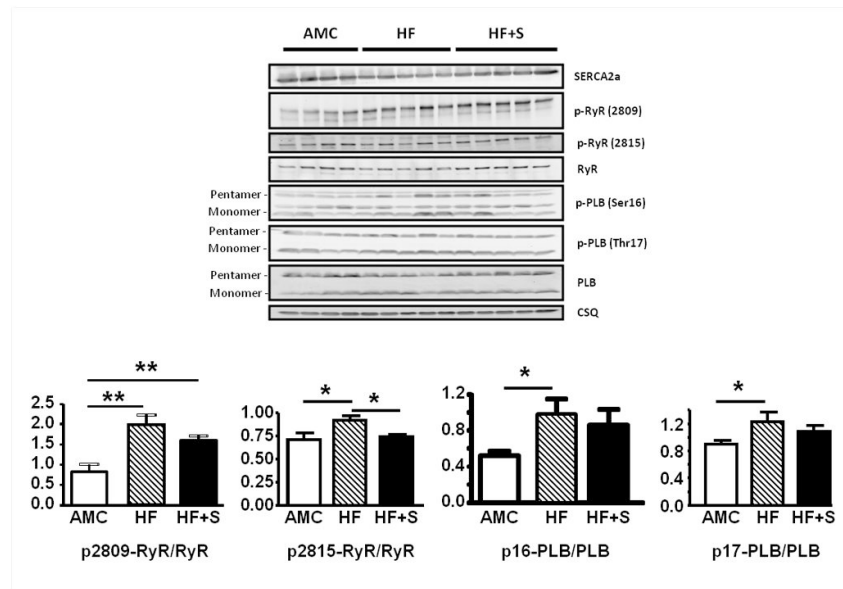 AMC HF HF+S
SERCA2a
p-RyR (2809)
p-RyR (2815)
RyR
Pentamer -
Monomer -
p-PLB (Ser16)
Pentamer -
Monomer -
p-PLB (Thr17)
Pentamer -
Monomer -
PLB
CSQ
**
**
2.5
2.0
1.5
1.0
0.5
0.0
AMC HF HF+S
p2809-RyR/RyR
* *
1.00
0.75
0.50
0.25
0.00
AMC HF HF+S
p2815-RyR/RyR
*
1.2
0.8
0.4
0.0
AMC HF HF+S
p16-PLB/PLB
*
1.2
0.8
0.4
0.0
AMC HF HF+S
p17-PLB/PLB